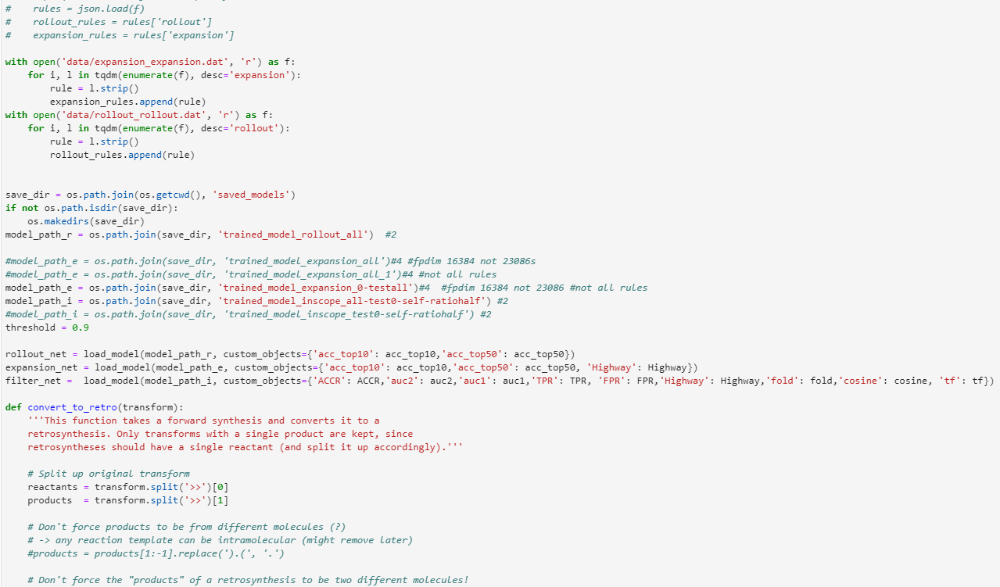 #    rules = json.load(f)
#    rollout_rules = rules['rollout']
#    expansion_rules = rules['expansion']
with open('data/expansion_expansion.dat', 'r') as f:
    for i, l in tqdm(enumerate(f), desc='expansion'):
        rule = l.strip()
        expansion_rules.append(rule)
with open('data/rollout_rollout.dat', 'r') as f:
    for i, l in tqdm(enumerate(f), desc='rollout'):
        rule = l.strip()
        rollout_rules.append(rule)
save_dir = os.path.join(os.getcwd(), 'saved_models')
if not os.path.isdir(save_dir):
    os.makedirs(save_dir)
model_path_r = os.path.join(save_dir, 'trained_model_rollout_all')  #2
#model_path_e = os.path.join(save_dir, 'trained_model_expansion_all')#4 #fpdim 16384 not 23086s
#model_path_e = os.path.join(save_dir, 'trained_model_expansion_all_1')#4 #not all rules
model_path_e = os.path.join(save_dir, 'trained_model_expansion_0-testall')#4  #fpdim 16384 not 23086 #not all rules
model_path_i = os.path.join(save_dir, 'trained_model_inscope_all-test0-self-ratiohalf') #2
#model_path_i = os.path.join(save_dir, 'trained_model_inscope_test0-self-ratiohalf') #2
threshold = 0.9
rollout_net = load_model(model_path_r, custom_objects={'acc_top10': acc_top10,'acc_top50': acc_top50})
expansion_net = load_model(model_path_e, custom_objects={'acc_top10': acc_top10,'acc_top50': acc_top50, 'Highway': Highway})
filter_net =  load_model(model_path_i, custom_objects={'ACCR': ACCR,'auc2': auc2,'auc1': auc1,'TPR': TPR, 'FPR': FPR,'Highway': Highway,'fold': fold,'cosine': cosine, 'tf': tf})
def convert_to_retro(transform):
    '''This function takes a forward synthesis and converts it to a
    retrosynthesis. Only transforms with a single product are kept, since
    retrosyntheses should have a single reactant (and split it up accordingly).'''
    # Split up original transform
    reactants = transform.split('>>')[0]
    products  = transform.split('>>')[1]
    # Don't force products to be from different molecules (?)
    # -> any reaction template can be intramolecular (might remove later)
    #products = products[1:-1].replace(').(', '.')
    # Don't force the "products" of a retrosynthesis to be two different molecules!